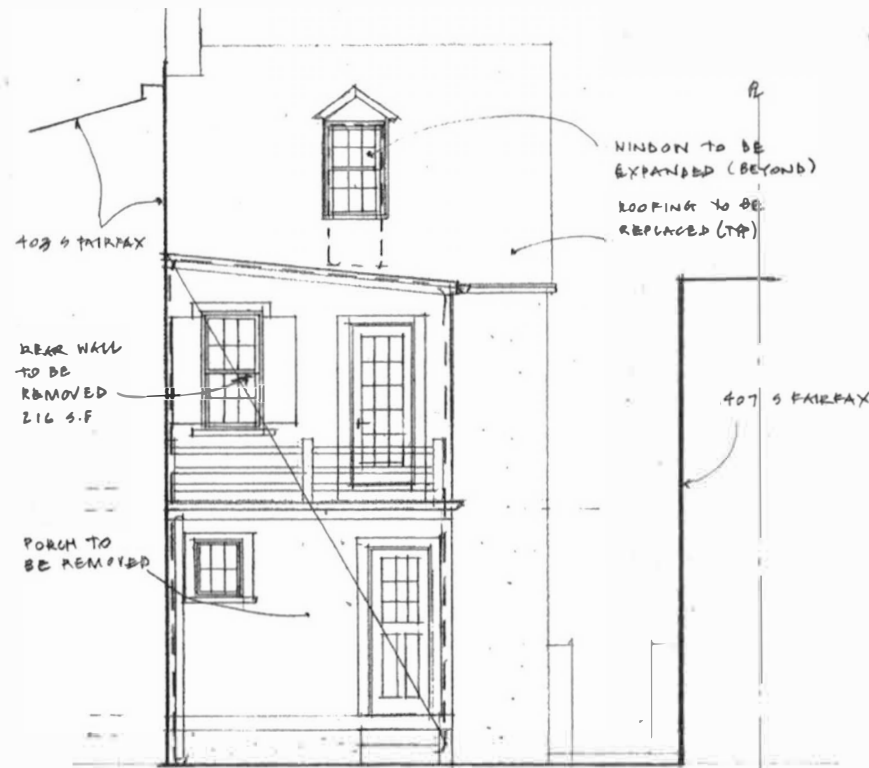 WINDOW TO BE
EXPANDED (BEYOND)
ROOFING TO BE
REPLACED (TYP)
403 S FAIRFAX
REAR WALL
TO BE
REMOVED
216 S.F
407 S FAIRFAX
PORCH TO
BE REMOVED